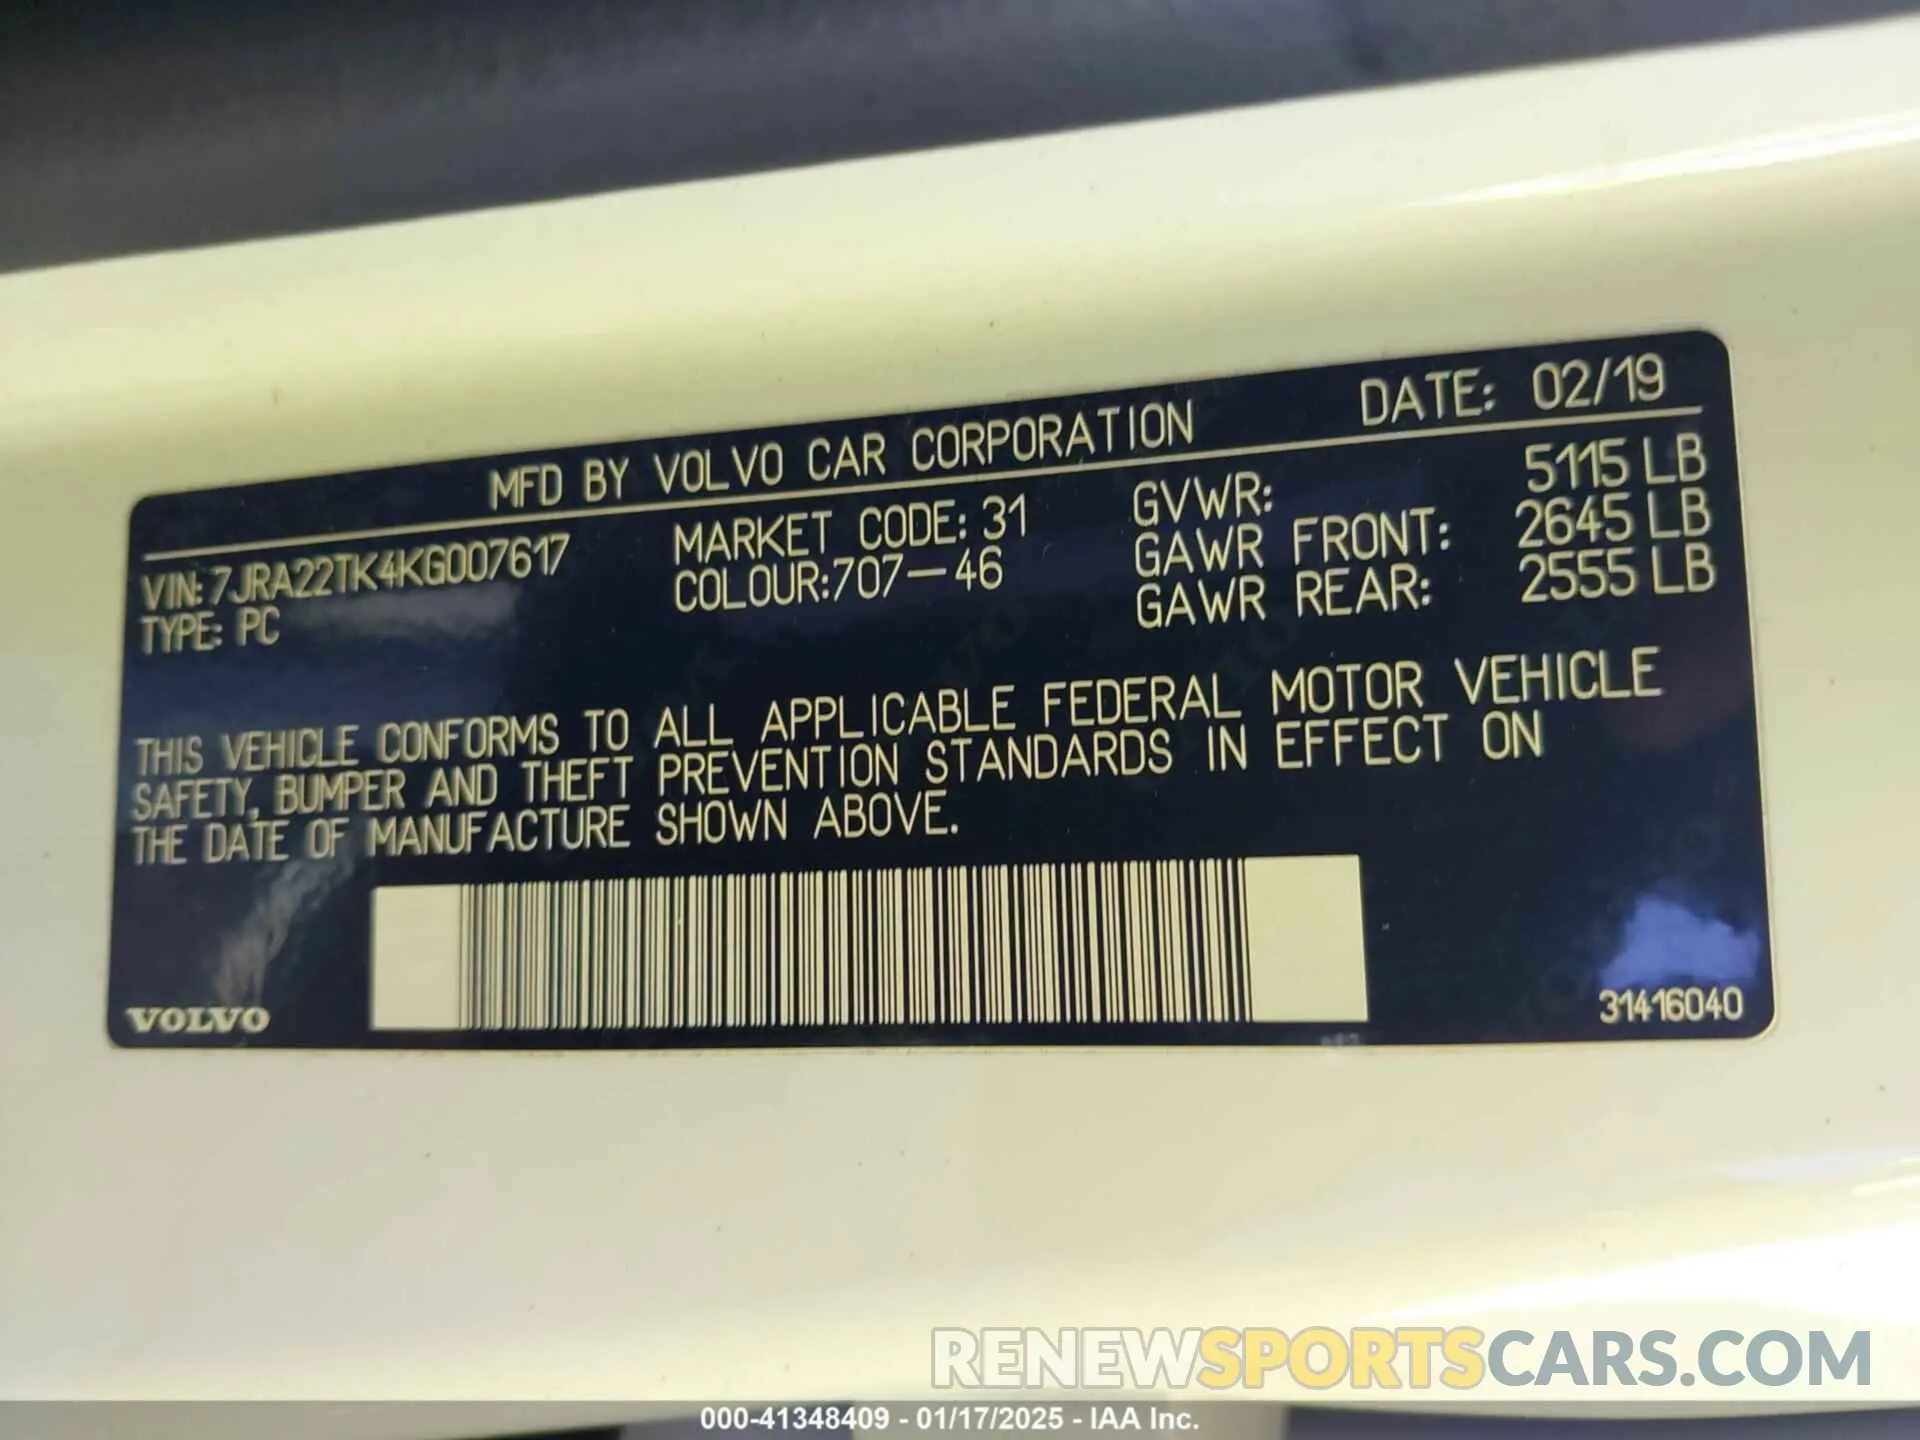 MFD BY VOLVO CAR CORPORATION DATE: 02/19
VIN: 7JRA22TK4KG007617 MARKET CODE: 31 GVWR: 5115 LB
TYPE: PC COLOUR:707-46 GAWR FRONT: 2645 LB
GAWR REAR: 2555 LB
THIS VEHICLE CONFORMS TO ALL APPLICABLE FEDERAL MOTOR VEHICLE
SAFETY, BUMPER AND THEFT PREVENTION STANDARDS IN EFFECT ON
THE DATE OF MANUFACTURE SHOWN ABOVE.
VOLVO 31416040
RENEWSPORTSCARS.COM
000-41348409 - 01/17/2025 - IAA Inc.